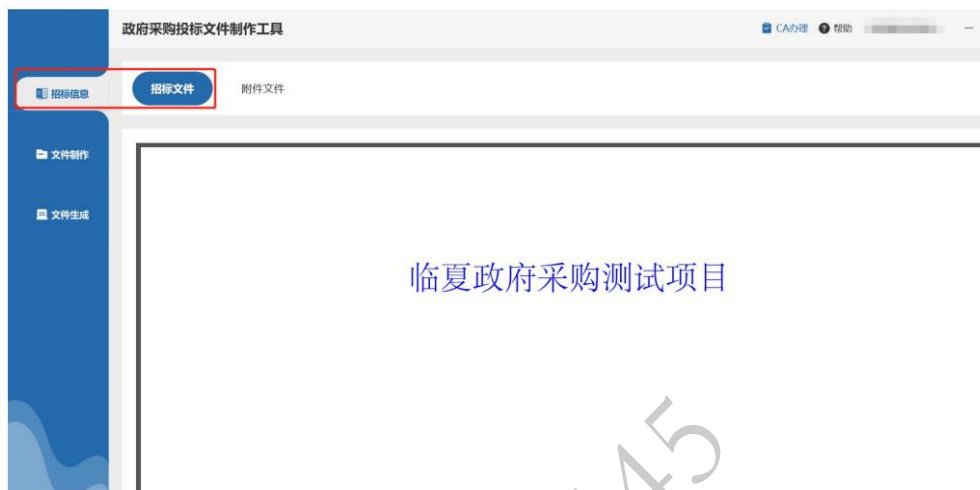 政府采购投标文件制作工具
CA办理 帮助
招标信息
招标文件 附件文件
文件制作
文件生成
临夏政府采购测试项目
45